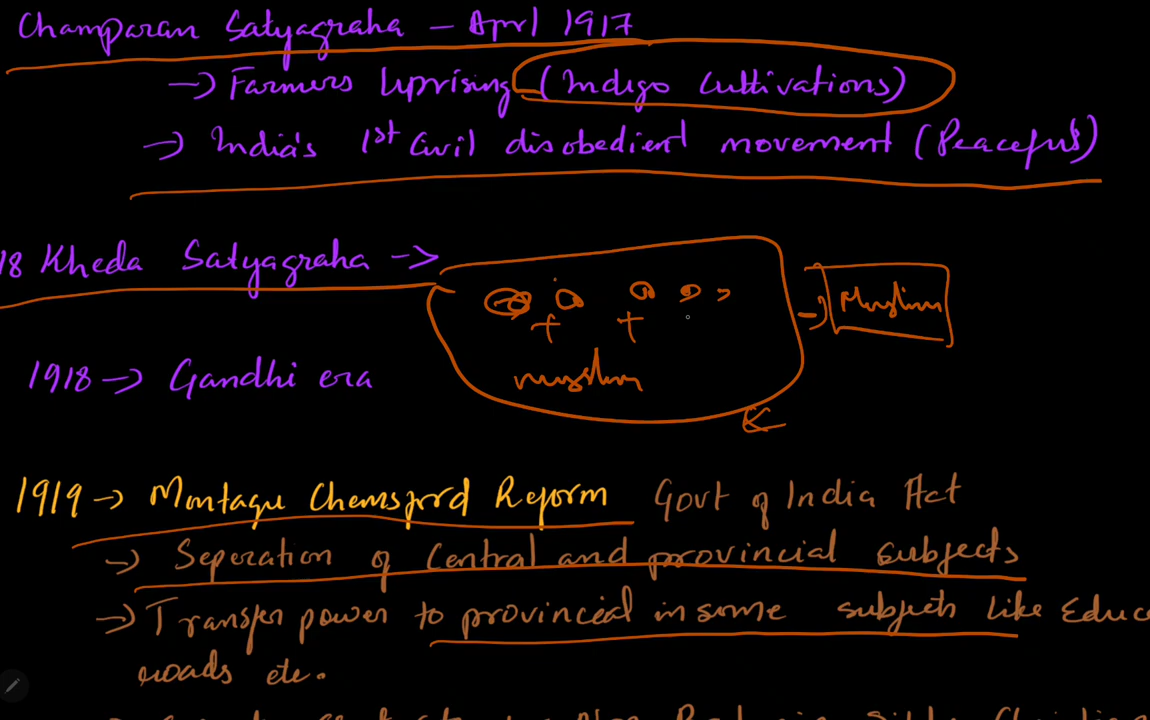 Champaran Satyagraha - Aprl 1917
→ Farmers Uprising (Indigo Cultivations)
→ India's 1st Civil disobedient movement (Peaceful)
18 Kheda Satyagraha →
Muslim
muslim
1918 → Gandhi era
1919 → Montagu Chemsford Reform Govt of India Act
→ Seperation of Central and provincial subjects
→ Transfer power to provincial in some subjects like Educ
roads etc.